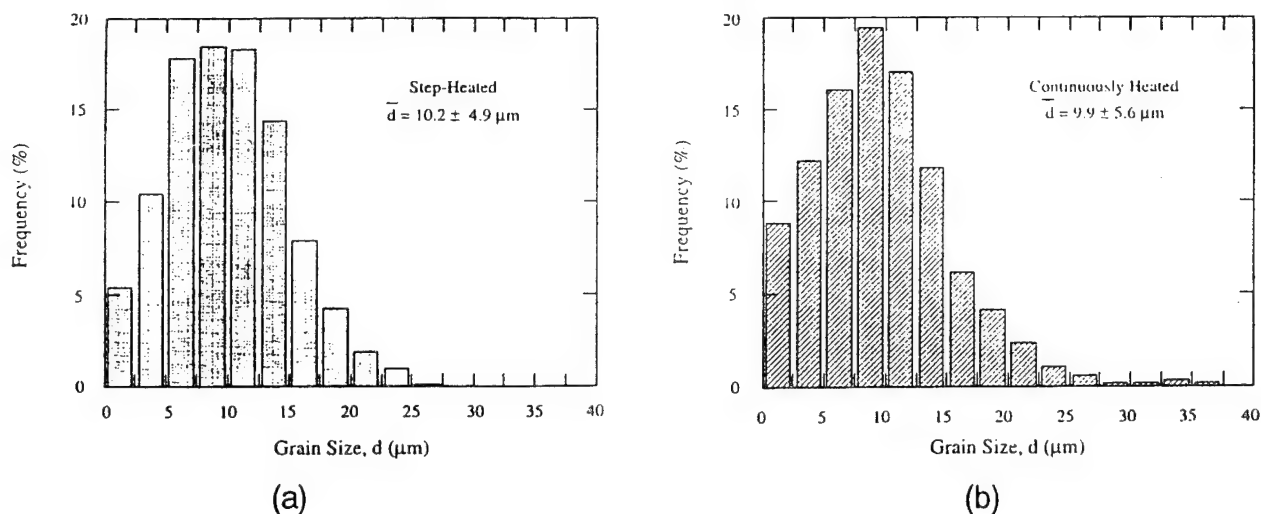 20
15
10
5
0
Frequency (%)
Step-Heated
d = 10.2 ± 4.9 µm
0 5 10 15 20 25 30 35 40
Grain Size, d (µm)
(a)
20
15
10
5
0
Frequency (%)
Continuously Heated
d = 9.9 ± 5.6 µm
0 5 10 15 20 25 30 35 40
Grain Size, d (µm)
(b)